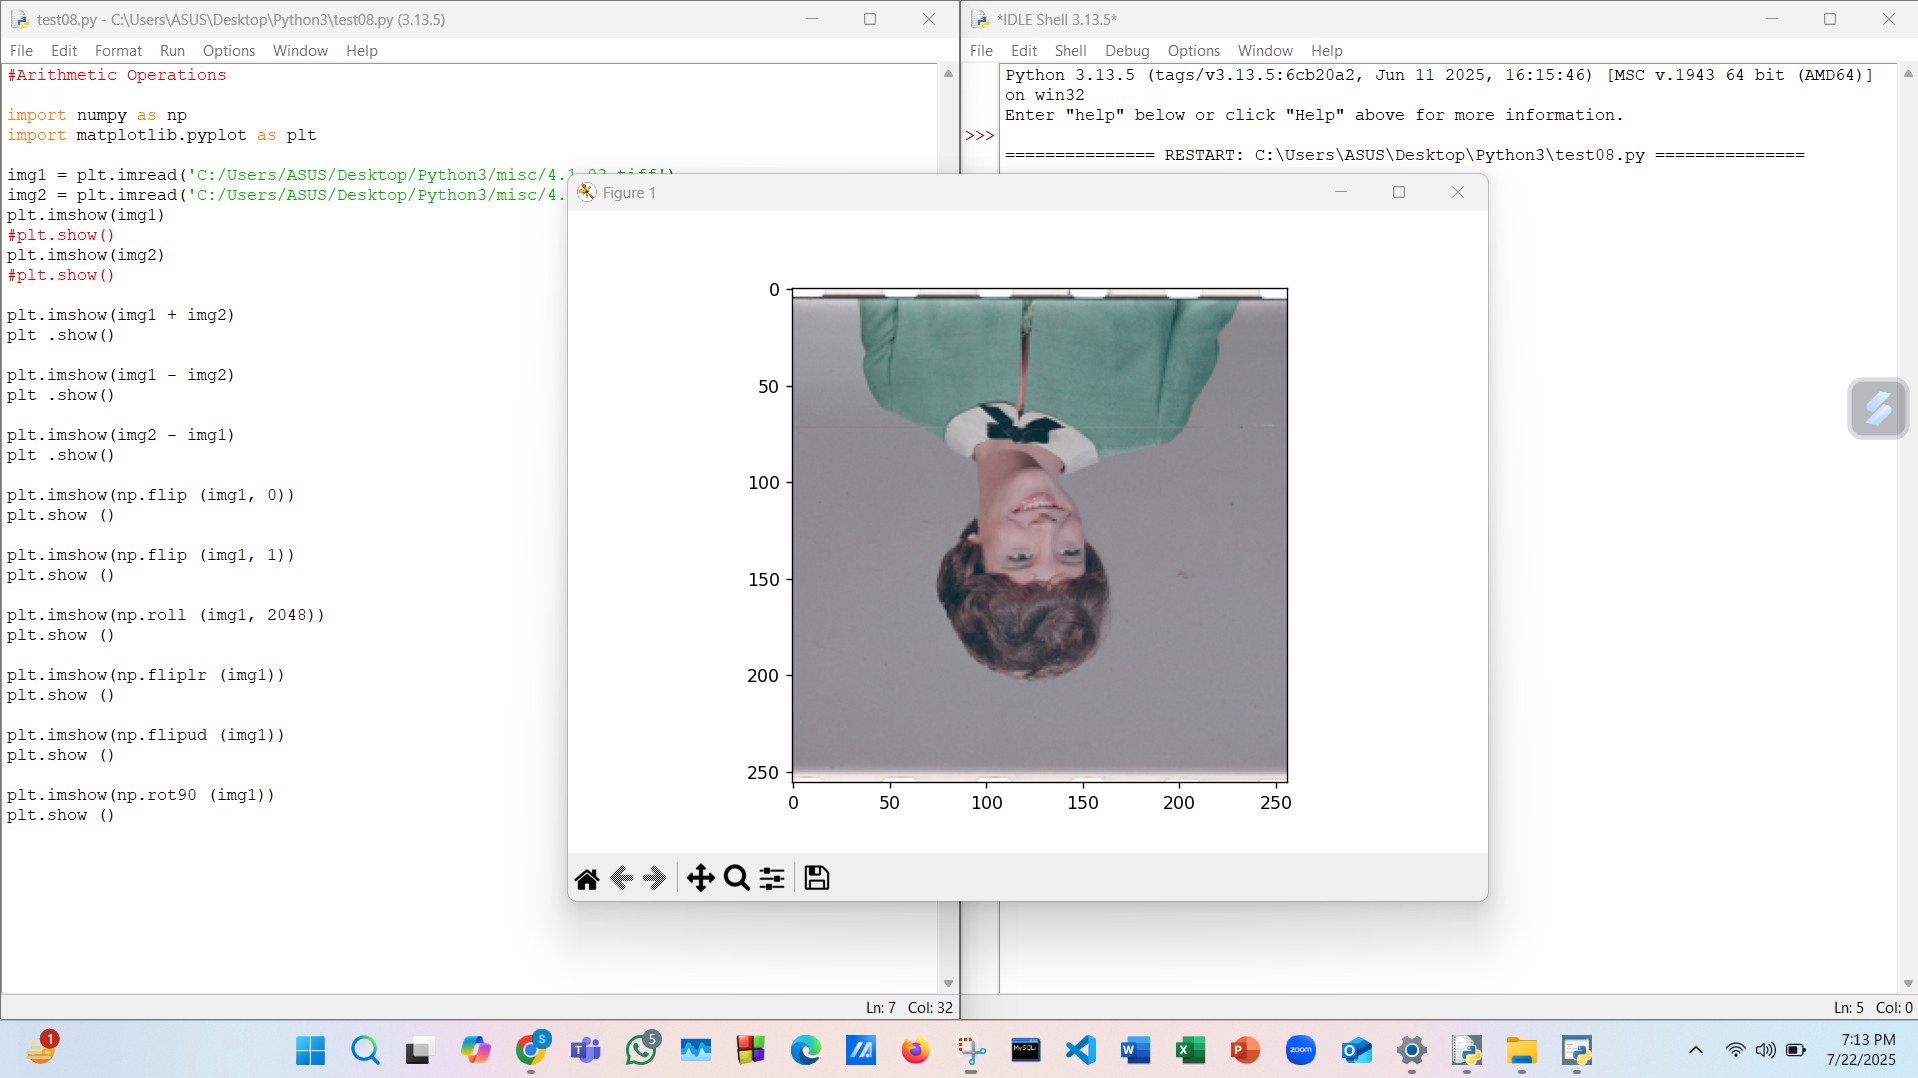 test08.py - C:\Users\ASUS\Desktop\Python3\test08.py (3.13.5)
File Edit Format Run Options Window Help
#Arithmetic Operations
import numpy as np
import matplotlib.pyplot as plt
img1 = plt.imread('C:/Users/ASUS/Desktop/Python3/misc/4.1
img2 = plt.imread('C:/Users/ASUS/Desktop/Python3/misc/4.
plt.imshow(img1)
#plt.show()
plt.imshow(img2)
#plt.show()
plt.imshow(img1 + img2)
plt .show()
plt.imshow(img1 - img2)
plt .show()
plt.imshow(img2 - img1)
plt .show()
plt.imshow(np.flip (img1, 0))
plt.show ()
plt.imshow(np.flip (img1, 1))
plt.show ()
plt.imshow(np.roll (img1, 2048))
plt.show ()
plt.imshow(np.fliplr (img1))
plt.show ()
plt.imshow(np.flipud (img1))
plt.show ()
plt.imshow(np.rot90 (img1))
plt.show ()
Ln: 7 Col: 32
*IDLE Shell 3.13.5*
File Edit Shell Debug Options Window Help
Python 3.13.5 (tags/v3.13.5:6cb20a2, Jun 11 2025, 16:15:46) [MSC v.1943 64 bit (AMD64)]
on win32
Enter "help" below or click "Help" above for more information.
>>>
=============== RESTART: C:\Users\ASUS\Desktop\Python3\test08.py ===============
Ln: 5 Col: 0
Figure 1
0
50
100
150
200
250
0 50 100 150 200 250
1
S
5
MySQL
zoom
7:13 PM
7/22/2025